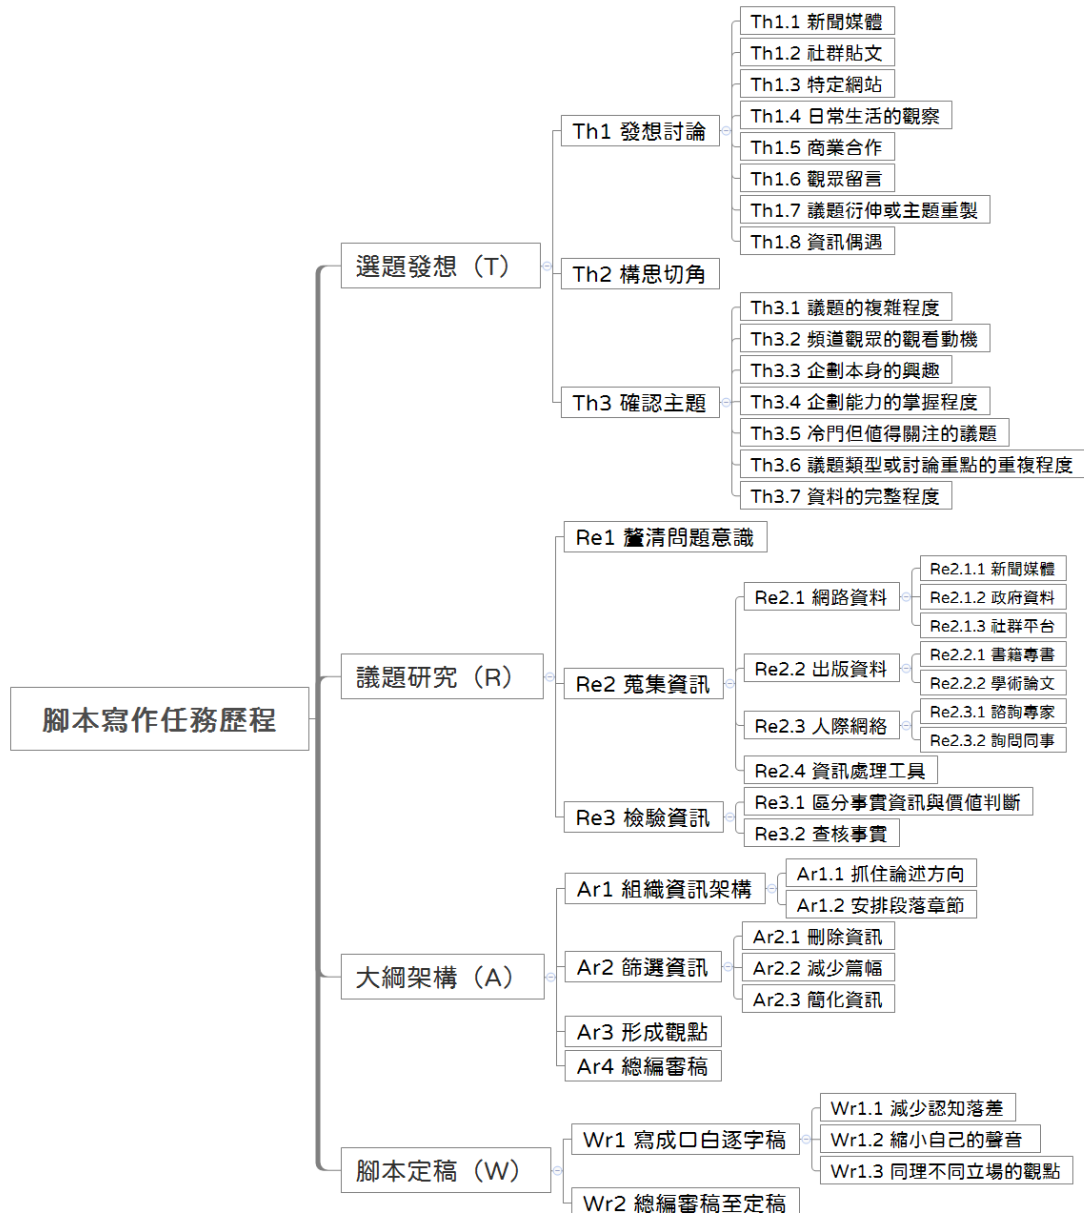 腳本寫作任務歷程
選題發想（T）
Th1 發想討論
Th1.1 新聞媒體
Th1.2 社群貼文
Th1.3 特定網站
Th1.4 日常生活的觀察
Th1.5 商業合作
Th1.6 觀眾留言
Th1.7 議題衍伸或主題重製
Th1.8 資訊偶遇
Th2 構思切角
Th3 確認主題
Th3.1 議題的複雜程度
Th3.2 頻道觀眾的觀看動機
Th3.3 企劃本身的興趣
Th3.4 企劃能力的掌握程度
Th3.5 冷門但值得關注的議題
Th3.6 議題類型或討論重點的重複程度
Th3.7 資料的完整程度
議題研究（R）
Re1 釐清問題意識
Re2 蒐集資訊
Re2.1 網路資料
Re2.1.1 新聞媒體
Re2.1.2 政府資料
Re2.1.3 社群平台
Re2.2 出版資料
Re2.2.1 書籍專書
Re2.2.2 學術論文
Re2.3 人際網絡
Re2.3.1 諮詢專家
Re2.3.2 詢問同事
Re2.4 資訊處理工具
Re3 檢驗資訊
Re3.1 區分事實資訊與價值判斷
Re3.2 查核事實
大綱架構（A）
Ar1 組織資訊架構
Ar1.1 抓住論述方向
Ar1.2 安排段落章節
Ar2 篩選資訊
Ar2.1 刪除資訊
Ar2.2 減少篇幅
Ar2.3 簡化資訊
Ar3 形成觀點
Ar4 總編審稿
腳本定稿（W）
Wr1 寫成口白逐字稿
Wr1.1 減少認知落差
Wr1.2 縮小自己的聲音
Wr1.3 同理不同立場的觀點
Wr2 總編審稿至定稿